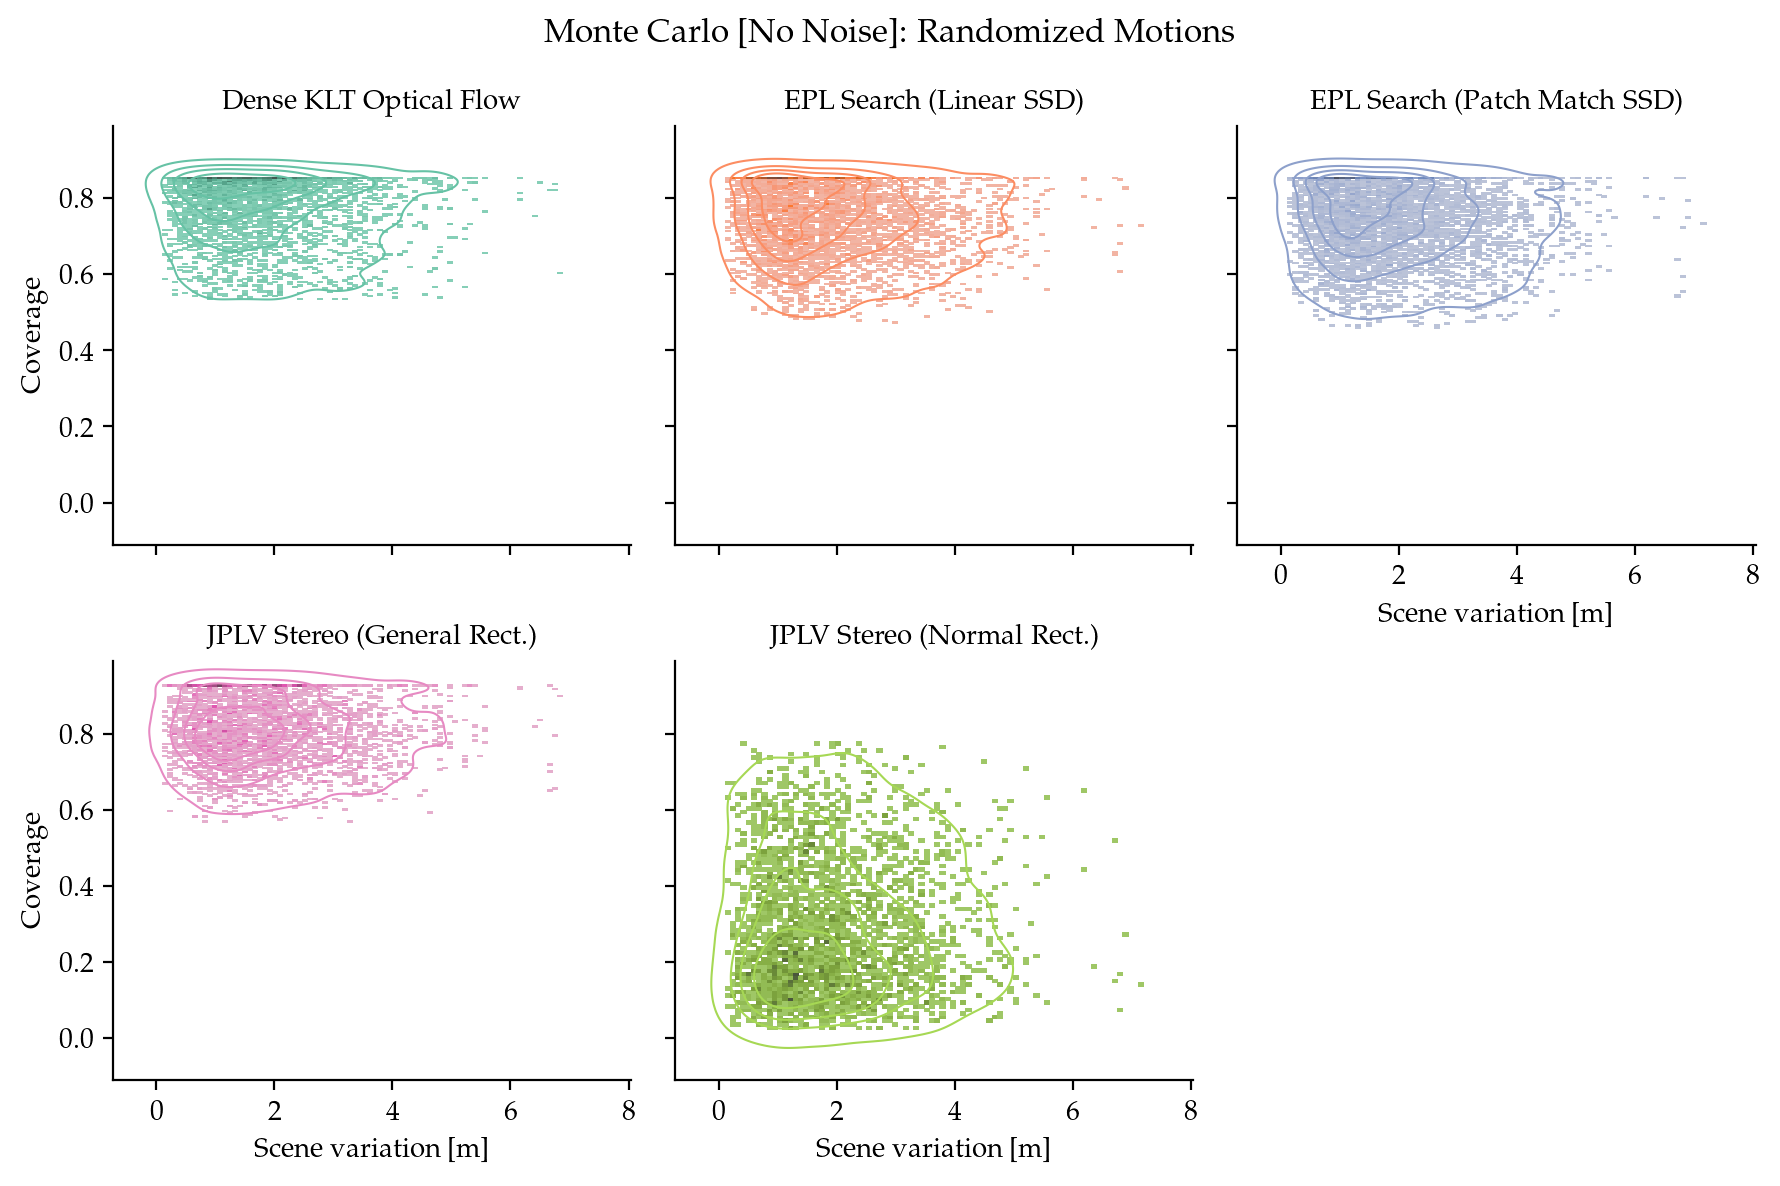 Monte Carlo [No Noise]: Randomized Motions
Dense KLT Optical Flow
EPL Search (Linear SSD)
EPL Search (Patch Match SSD)
0.8
0.6
0.4
0.2
0.0
Coverage
0 2 4 6 8
Scene variation [m]
JPLV Stereo (General Rect.)
JPLV Stereo (Normal Rect.)
0.8
0.6
0.4
0.2
0.0
Coverage
0 2 4 6 8
0 2 4 6 8
Scene variation [m]
Scene variation [m]